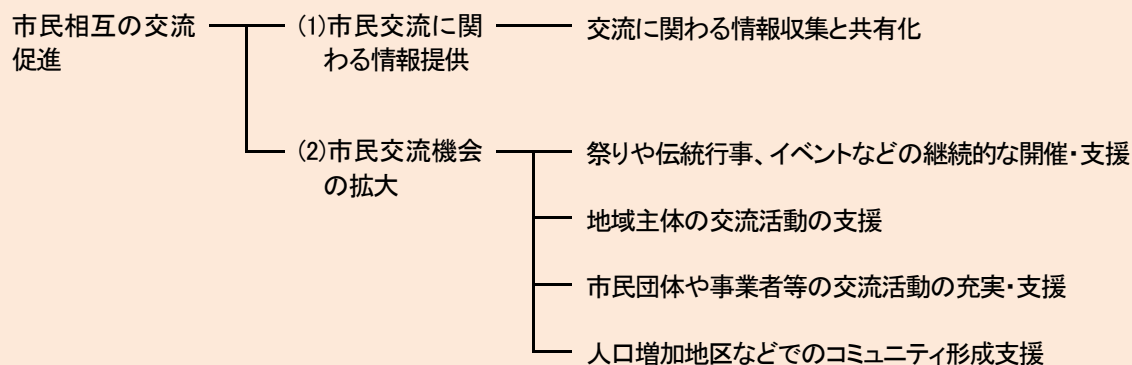 市民相互の交流
促進
(1)市民交流に関
わる情報提供
交流に関わる情報収集と共有化
(2)市民交流機会
の拡大
祭りや伝統行事、イベントなどの継続的な開催・支援
地域主体の交流活動の支援
市民団体や事業者等の交流活動の充実・支援
人口増加地区などでのコミュニティ形成支援